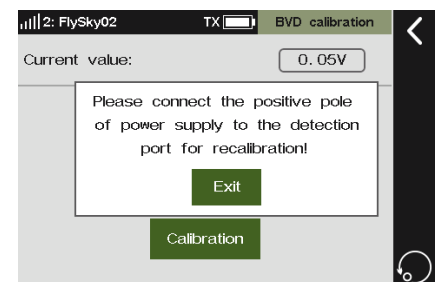 2: FlySky02 TX BVD calibration
Current value: 0.05V
Please connect the positive pole
of power supply to the detection
port for recalibration!
Exit
Calibration